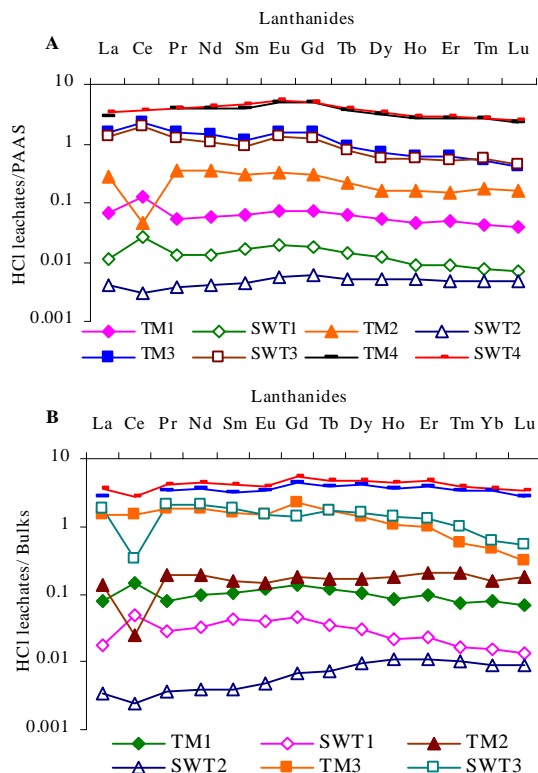 Lanthanides
A
La Ce Pr Nd Sm Eu Gd Tb Dy Ho Er Tm Lu
HCl leachates/PAAS
10
1
0.1
0.01
0.001
TM1 SWT1 TM2 SWT2
TM3 SWT3 TM4 SWT4
Lanthanides
B
La Ce Pr Nd Sm Eu Gd Tb Dy Ho Er Tm Yb Lu
HCl leachates/ Bulks
10
1
0.1
0.01
0.001
TM1 SWT1 TM2
SWT2 TM3 SWT3